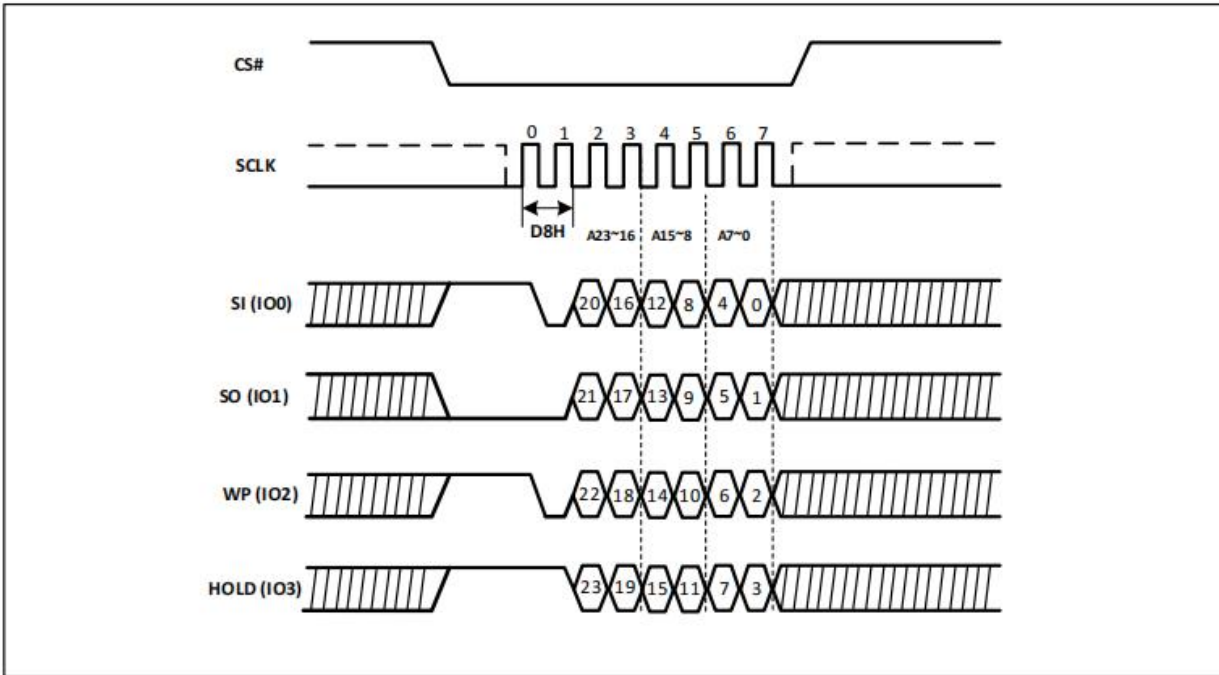 CS#
0 1 2 3 4 5 6 7
SCLK
D8H A23~16 A15~8 A7~0
SI (IO0) 20 16 12 8 4 0
SO (IO1) 21 17 13 9 5 1
WP (IO2) 22 18 14 10 6 2
HOLD (IO3) 23 19 15 11 7 3